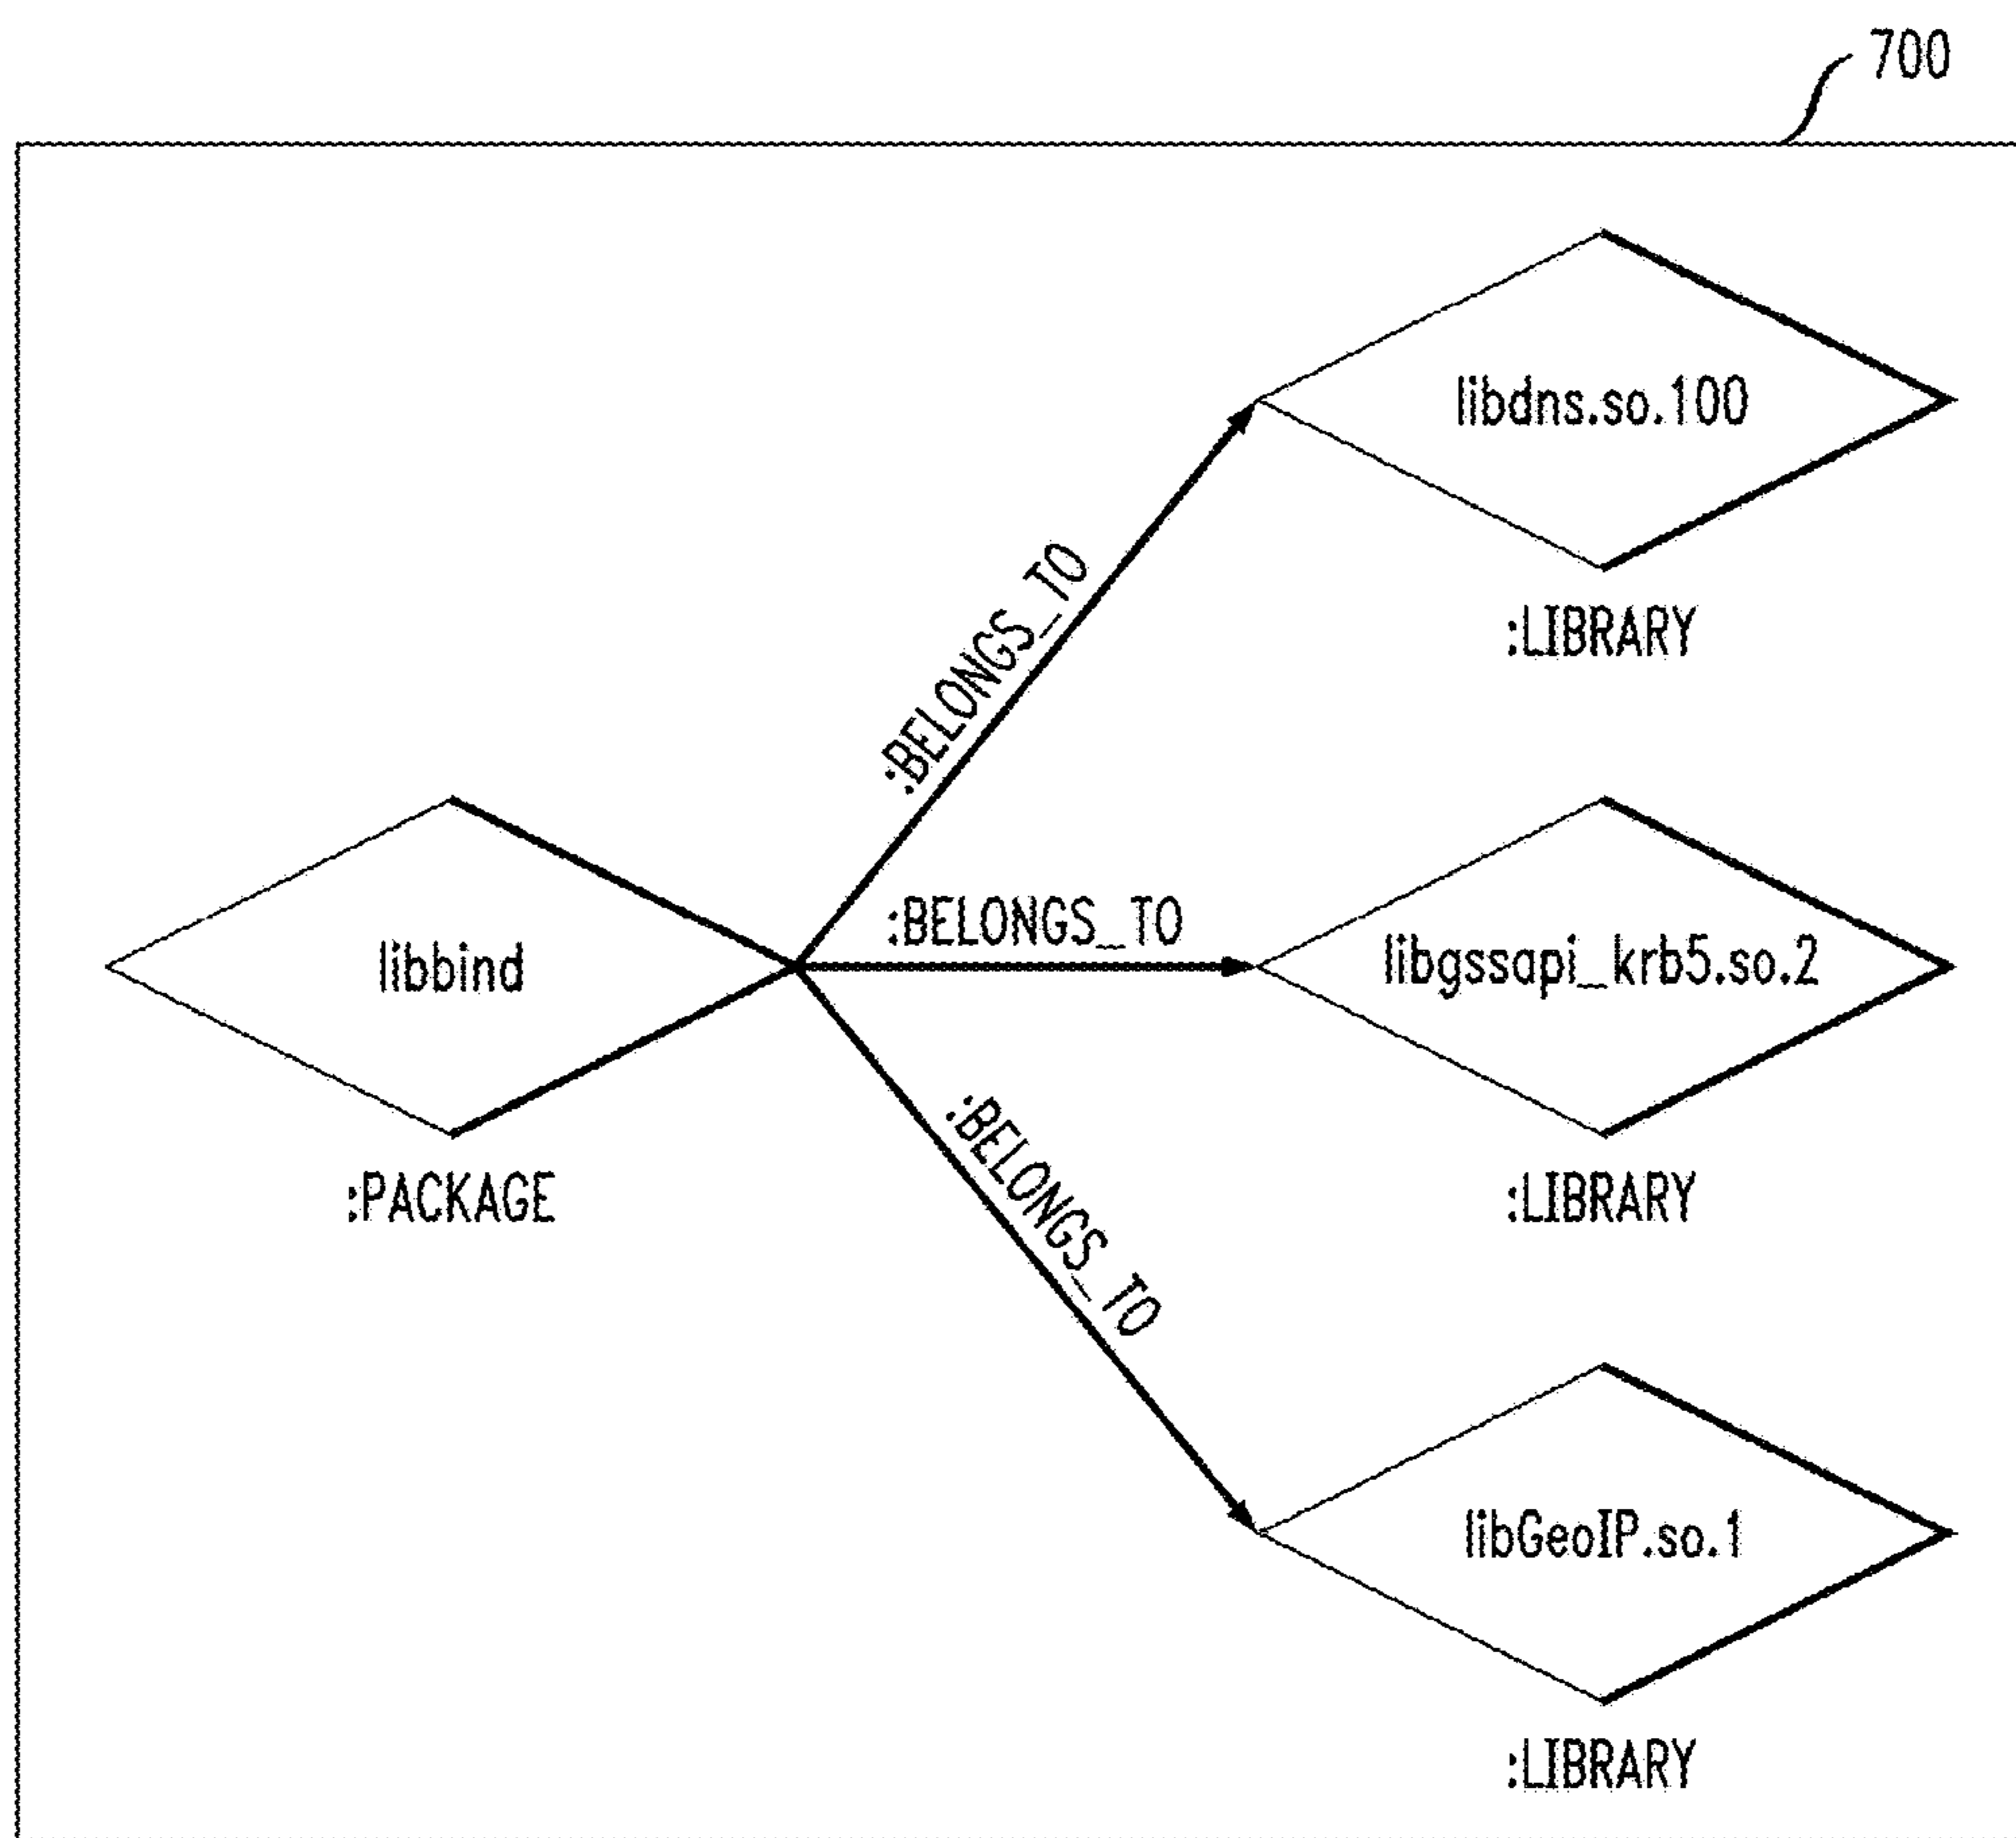 700
libdns.so.100
:LIBRARY
:BELONGS_TO
:BELONGS_TO
libbind
libgssapi_krb5.so.2
:PACKAGE
:LIBRARY
:BELONGS_TO
libGeoIP.so.1
:LIBRARY